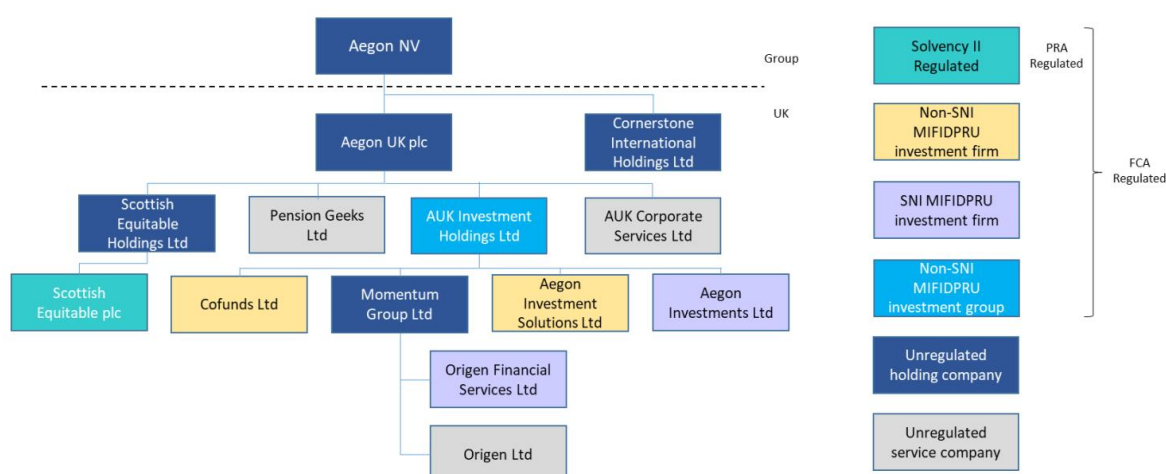 Aegon NV
Group
UK
Aegon UK plc
Cornerstone
International
Holdings Ltd
Scottish
Equitable
Holdings Ltd
Pension Geeks
Ltd
AUK Investment
Holdings Ltd
AUK Corporate
Services Ltd
Scottish
Equitable plc
Cofunds Ltd
Momentum
Group Ltd
Aegon
Investment
Solutions Ltd
Aegon
Investments Ltd
Origen Financial
Services Ltd
Origen Ltd
Solvency II
Regulated
PRA
Regulated
Non-SNI
MIFIDPRU
investment firm
SNI MIFIDPRU
investment firm
FCA
Regulated
Non-SNI
MIFIDPRU
investment group
Unregulated
holding company
Unregulated
service company